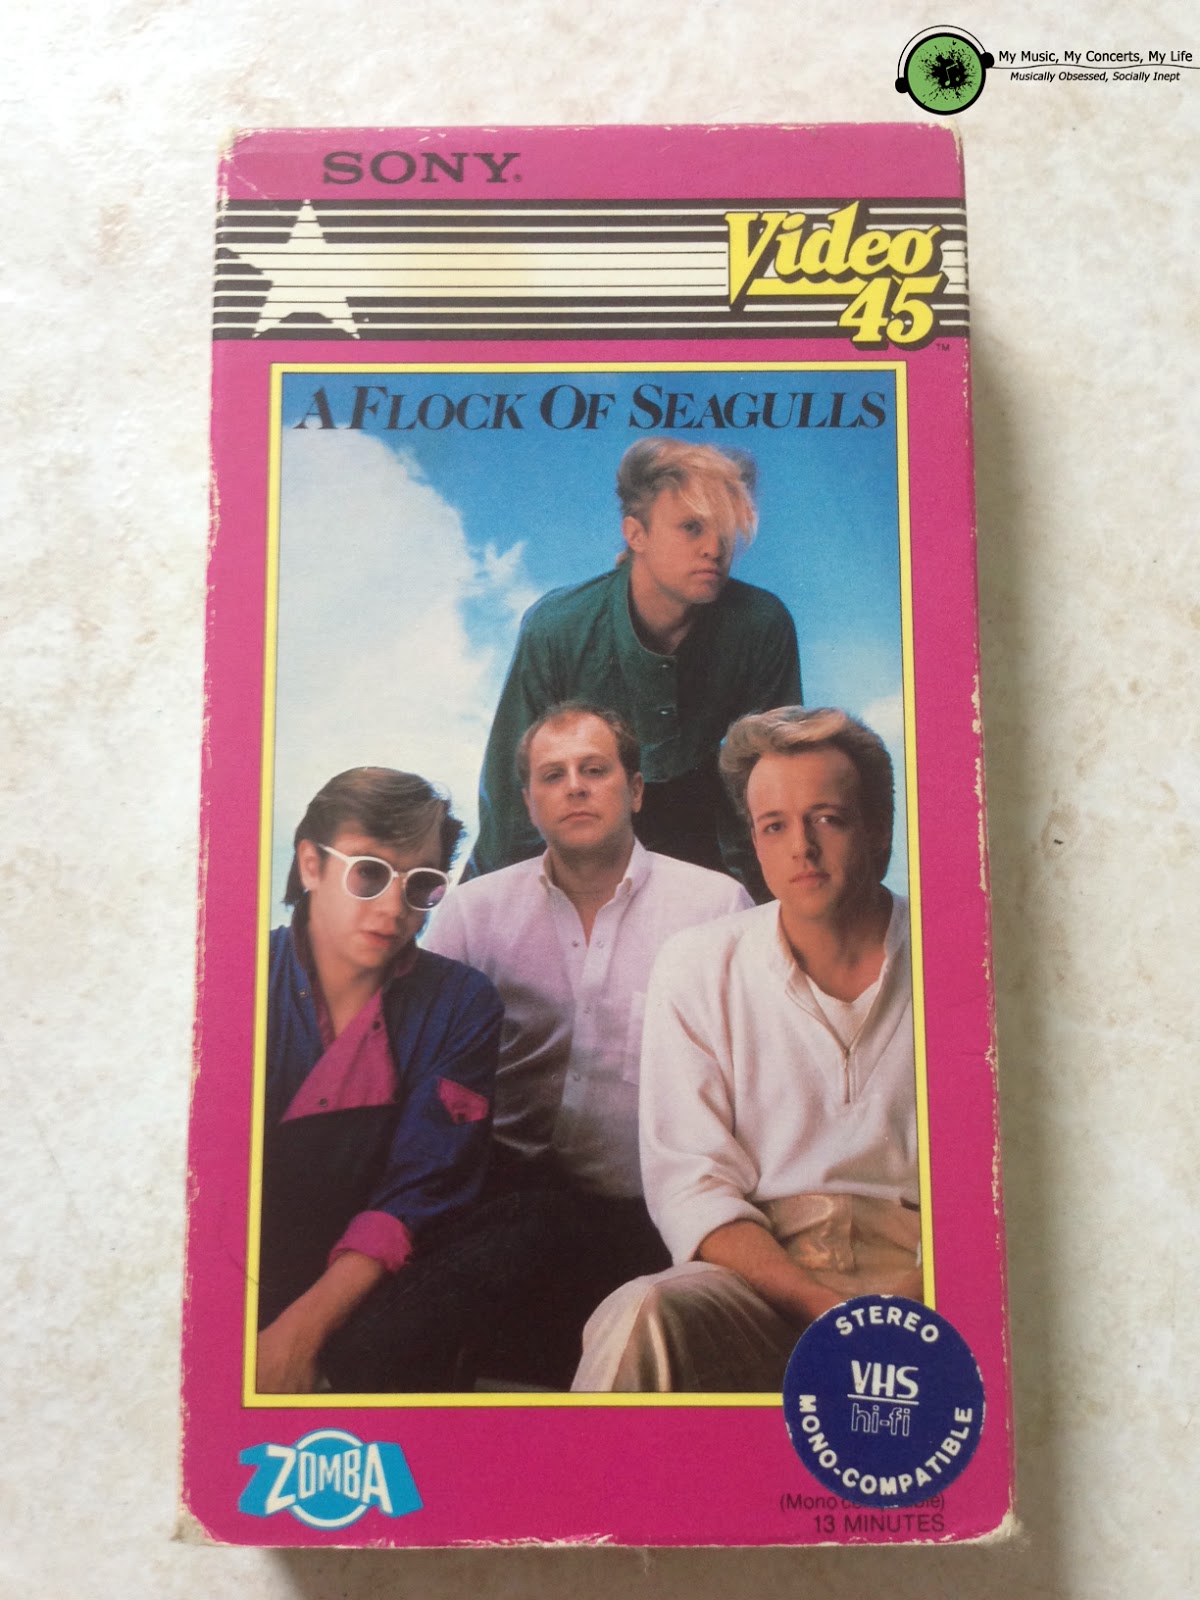 My Music, My Concerts, My Life
Musically Obsessed, Socially Inept
SONY.
Video
45
™
A FLOCK OF SEAGULLS
STEREO
VHS
hi-fi
MONO-COMPATIBLE
ZOMBA
(Mono
13 MINUTES